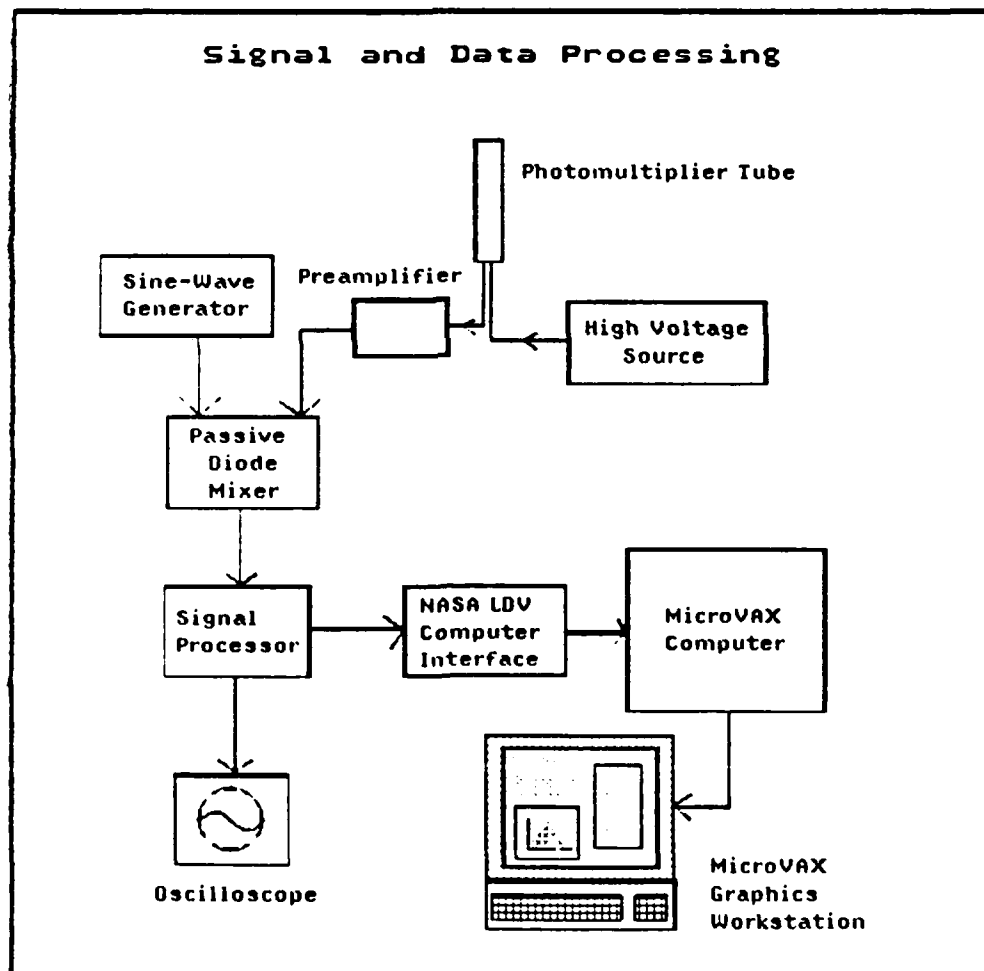 Signal and Data Processing
Photomultiplier Tube
Sine-Wave
Generator
Preamplifier
High Voltage
Source
Passive
Diode
Mixer
Signal
Processor
NASA LDV
Computer
Interface
MicroVAX
Computer
Oscilloscope
MicroVAX
Graphics
Workstation